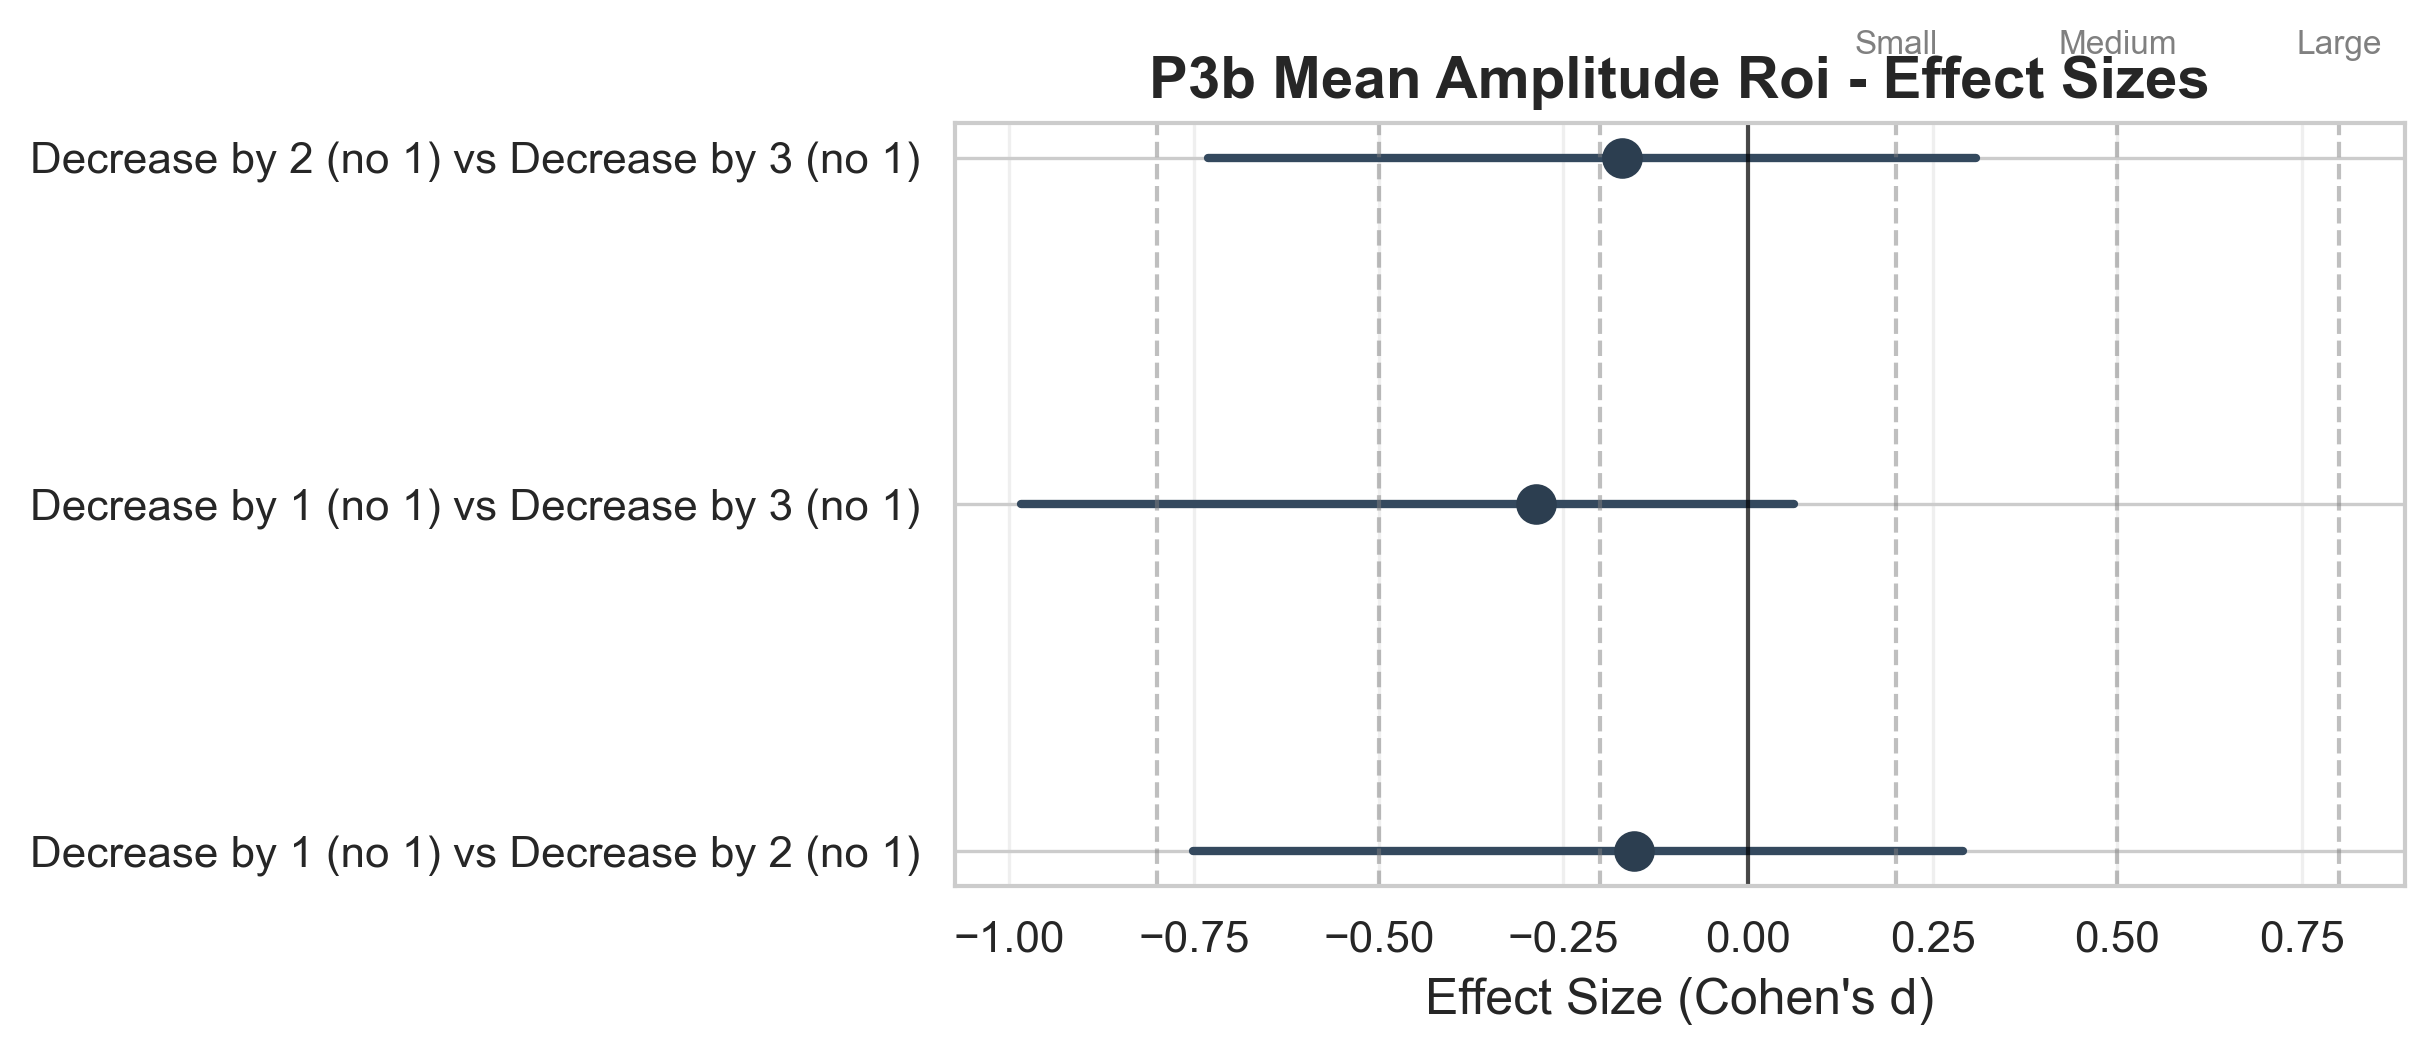 Small Medium Large
P3b Mean Amplitude Roi - Effect Sizes
Decrease by 2 (no 1) vs Decrease by 3 (no 1)
Decrease by 1 (no 1) vs Decrease by 3 (no 1)
Decrease by 1 (no 1) vs Decrease by 2 (no 1)
−1.00 −0.75 −0.50 −0.25 0.00 0.25 0.50 0.75
Effect Size (Cohen's d)